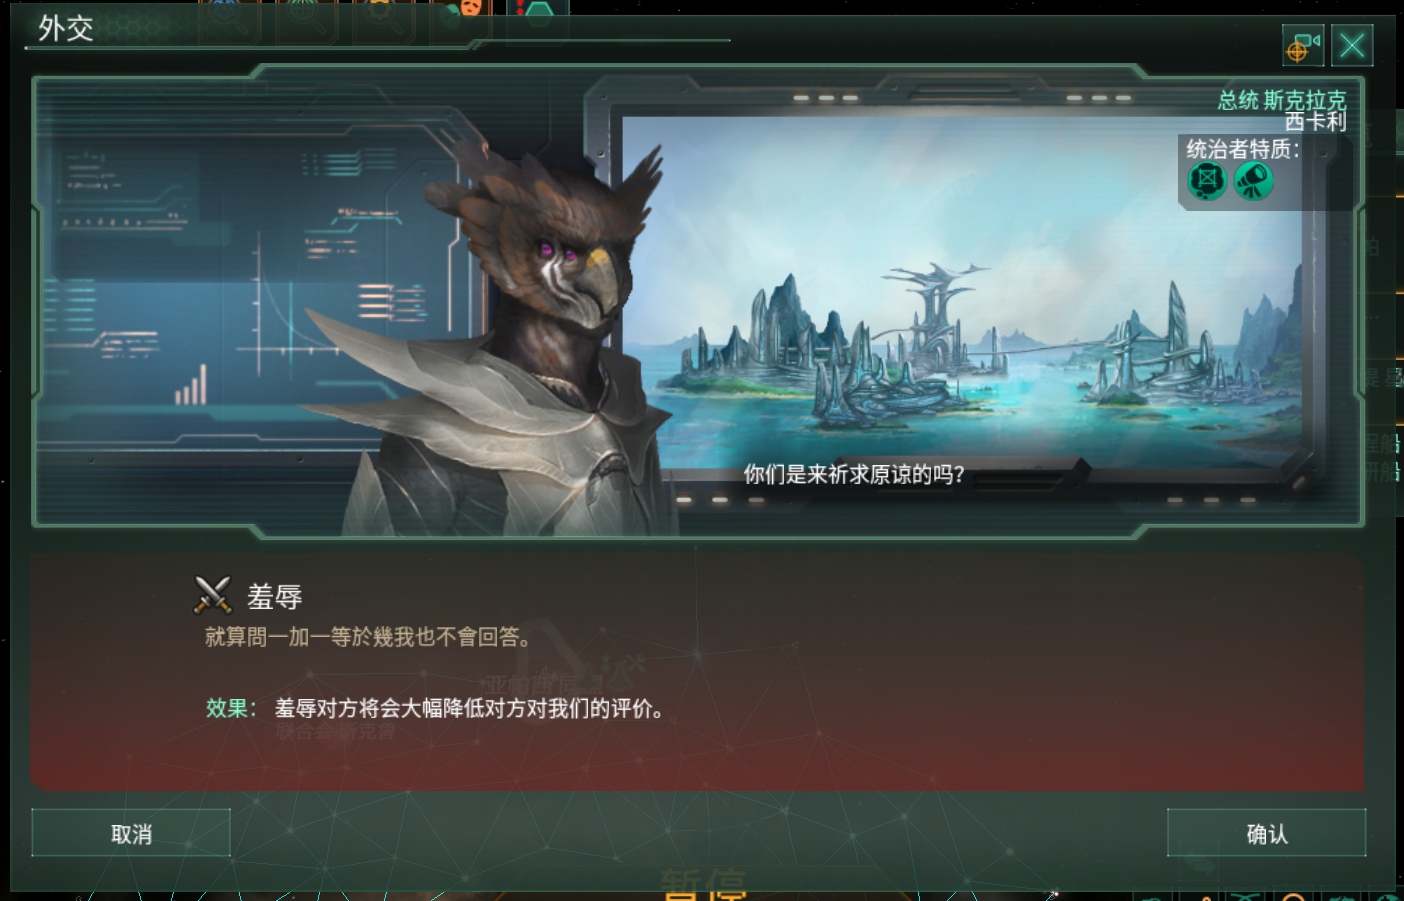 外交
总统 斯克拉克
西卡利
统治者特质：
你们是来祈求原谅的吗？
羞辱
就算問一加一等於幾我也不會回答。
效果： 羞辱对方将会大幅降低对方对我们的评价。
取消
确认
暂停